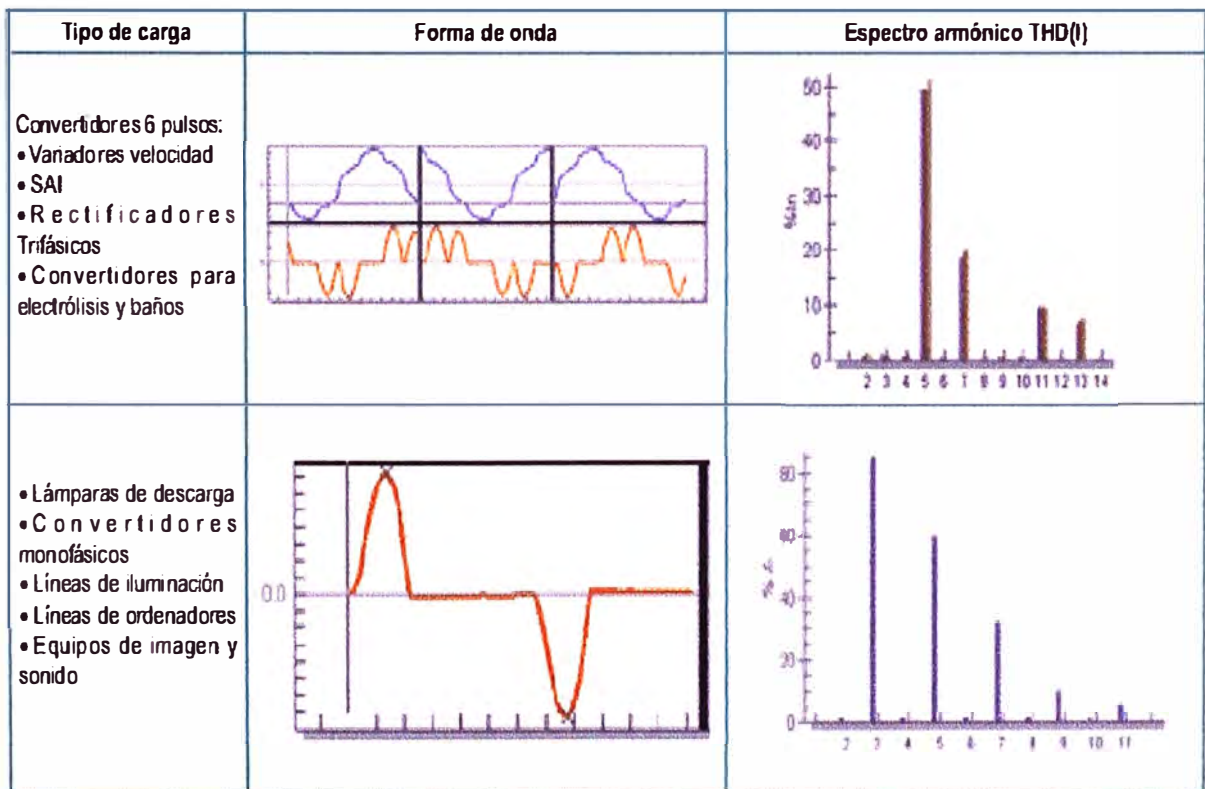 Tipo de carga
Forma de onda
Espectro armónico THD(I)
Convertidores 6 pulsos:
• Variadores velocidad
• SAI
• Rectificadores
Trifásicos
• Convertidores para
electrólisis y baños
50
40
30
20
10
0
2 3 4 5 6 7 8 9 10 11 12 13 14
• Lámparas de descarga
• Convertidores
monofásicos
• Líneas de iluminación
• Líneas de ordenadores
• Equipos de imagen y
sonido
0.0
80
60
40
20
0
2 3 4 5 6 7 8 9 10 11